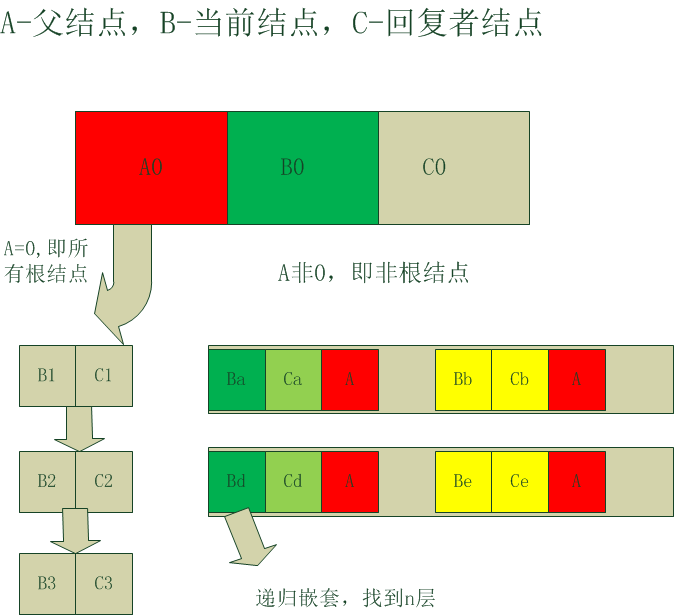 A-父结点，B-当前结点，C-回复者结点
A0 B0 C0
A=0,即所
有根结点
A非0，即非根结点
B1 C1 Ba Ca A Bb Cb A
B2 C2 Bd Cd A Be Ce A
B3 C3
递归嵌套，找到n层